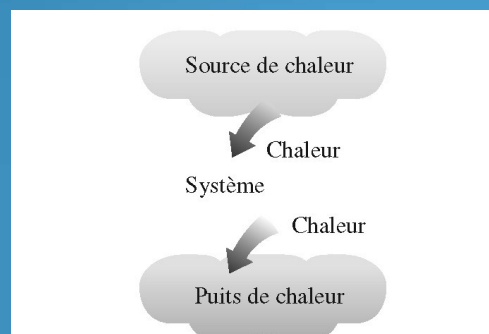 Source de chaleur
Chaleur
Système
Chaleur
Puits de chaleur